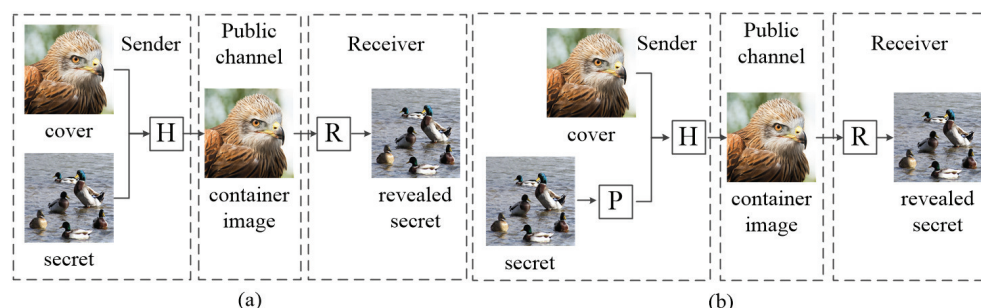 Sender
Public
channel
Receiver
cover
H
R
secret
container
image
revealed
secret
(a)
Sender
Public
channel
Receiver
cover
H
R
P
secret
container
image
revealed
secret
(b)